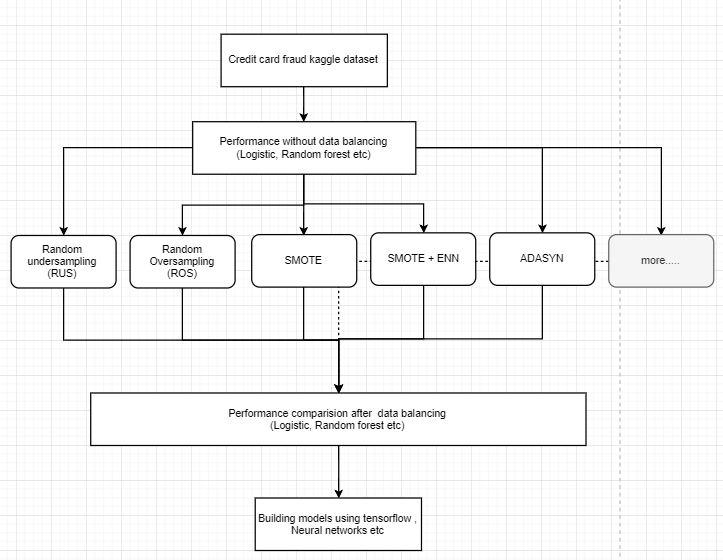 Credit card fraud kaggle dataset
Performance without data balancing
(Logistic, Random forest etc)
Random
undersampling
(RUS)
Random
Oversampling
(ROS)
SMOTE
SMOTE + ENN
ADASYN
more.....
Performance comparision after data balancing
(Logistic, Random forest etc)
Building models using tensorflow ,
Neural networks etc